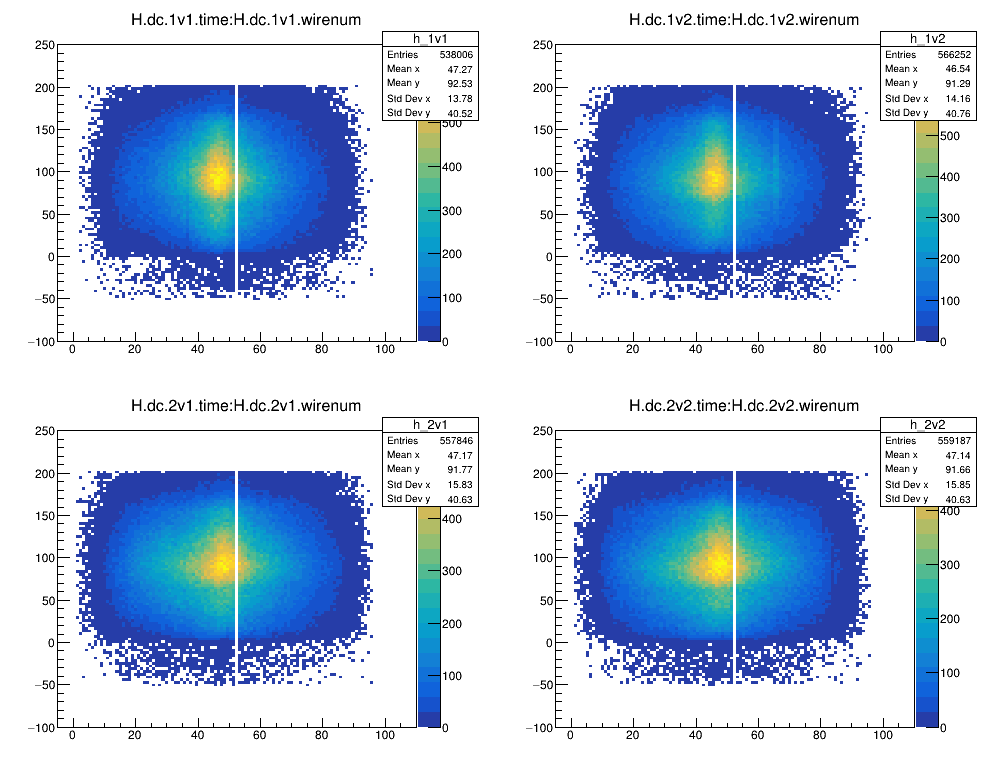 H.dc.1v1.time:H.dc.1v1.wirenum
h_1v1
Entries 538006
Mean x 47.27
Mean y 92.53
Std Dev x 13.78
Std Dev y 40.52
250
200
150
100
50
0
−50
−100
0 20 40 60 80 100
500
400
300
200
100
0
H.dc.1v2.time:H.dc.1v2.wirenum
h_1v2
Entries 566252
Mean x 46.54
Mean y 91.29
Std Dev x 14.16
Std Dev y 40.76
250
200
150
100
50
0
−50
−100
0 20 40 60 80 100
500
400
300
200
100
0
H.dc.2v1.time:H.dc.2v1.wirenum
h_2v1
Entries 557846
Mean x 47.17
Mean y 91.77
Std Dev x 15.83
Std Dev y 40.63
250
200
150
100
50
0
−50
−100
0 20 40 60 80 100
400
300
200
100
0
H.dc.2v2.time:H.dc.2v2.wirenum
h_2v2
Entries 559187
Mean x 47.14
Mean y 91.66
Std Dev x 15.85
Std Dev y 40.63
250
200
150
100
50
0
−50
−100
0 20 40 60 80 100
400
300
200
100
0